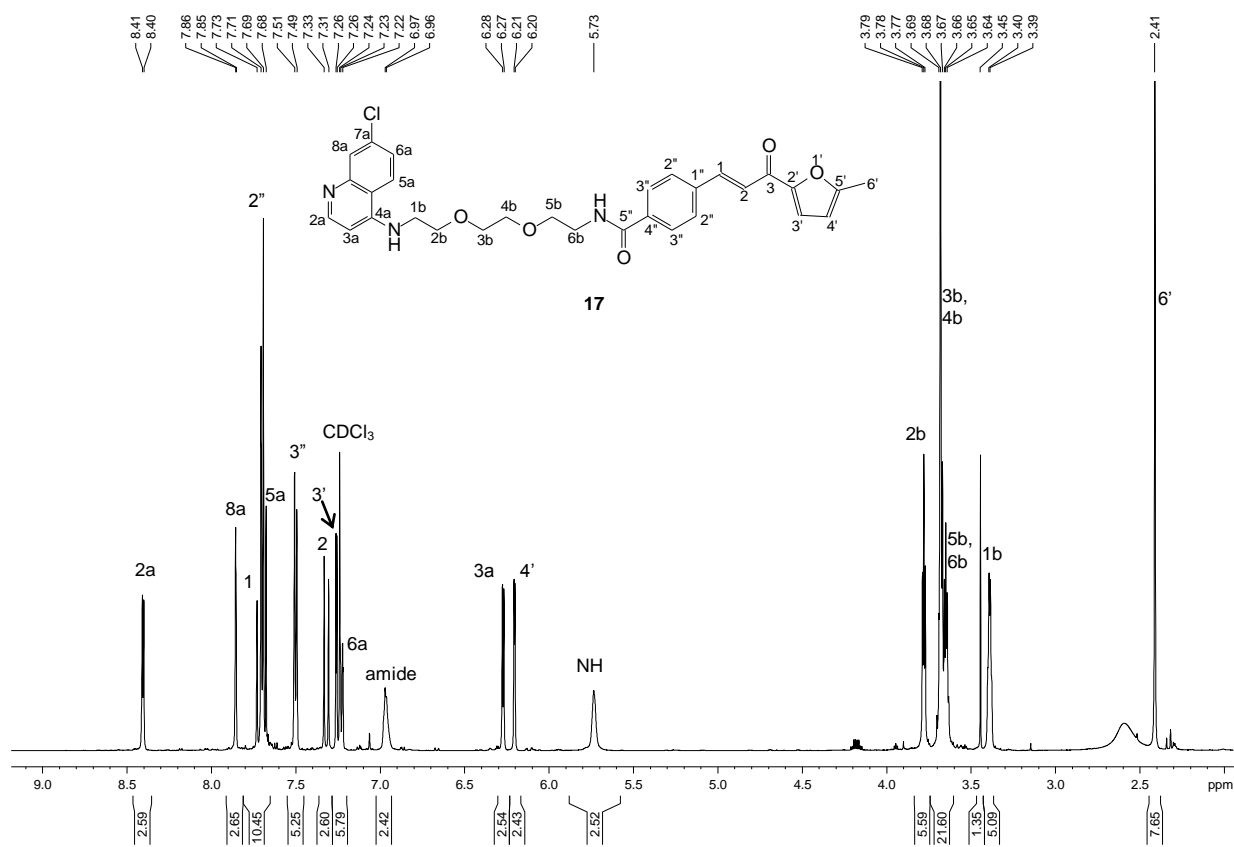 8.41
8.40
7.86
7.85
7.73
7.71
7.69
7.68
7.51
7.49
7.33
7.31
7.26
7.26
7.24
7.23
7.22
6.97
6.96
6.28
6.27
6.21
6.20
5.73
3.79
3.78
3.77
3.69
3.68
3.67
3.66
3.65
3.64
3.45
3.40
3.39
2.41
Cl
7a
8a
6a
5a
N
2a
4a
3a
N
H
1b
2b
O
3b
4b
O
5b
6b
H
N
5"
O
4"
3"
3"
2"
2"
1"
1
2
O
3
2'
O
1'
5'
6'
3'
4'
17
2”
3b,
4b
6’
CDCl3
2b
3”
3’
5a
8a
2
5b,
6b
1b
2a
1
3a
4’
6a
amide
NH
9.0 8.5 8.0 7.5 7.0 6.5 6.0 5.5 5.0 4.5 4.0 3.5 3.0 2.5 ppm
2.59
2.65
10.45
5.25
2.60
5.79
2.42
2.54
2.43
2.52
5.59
21.60
1.35
5.09
7.65